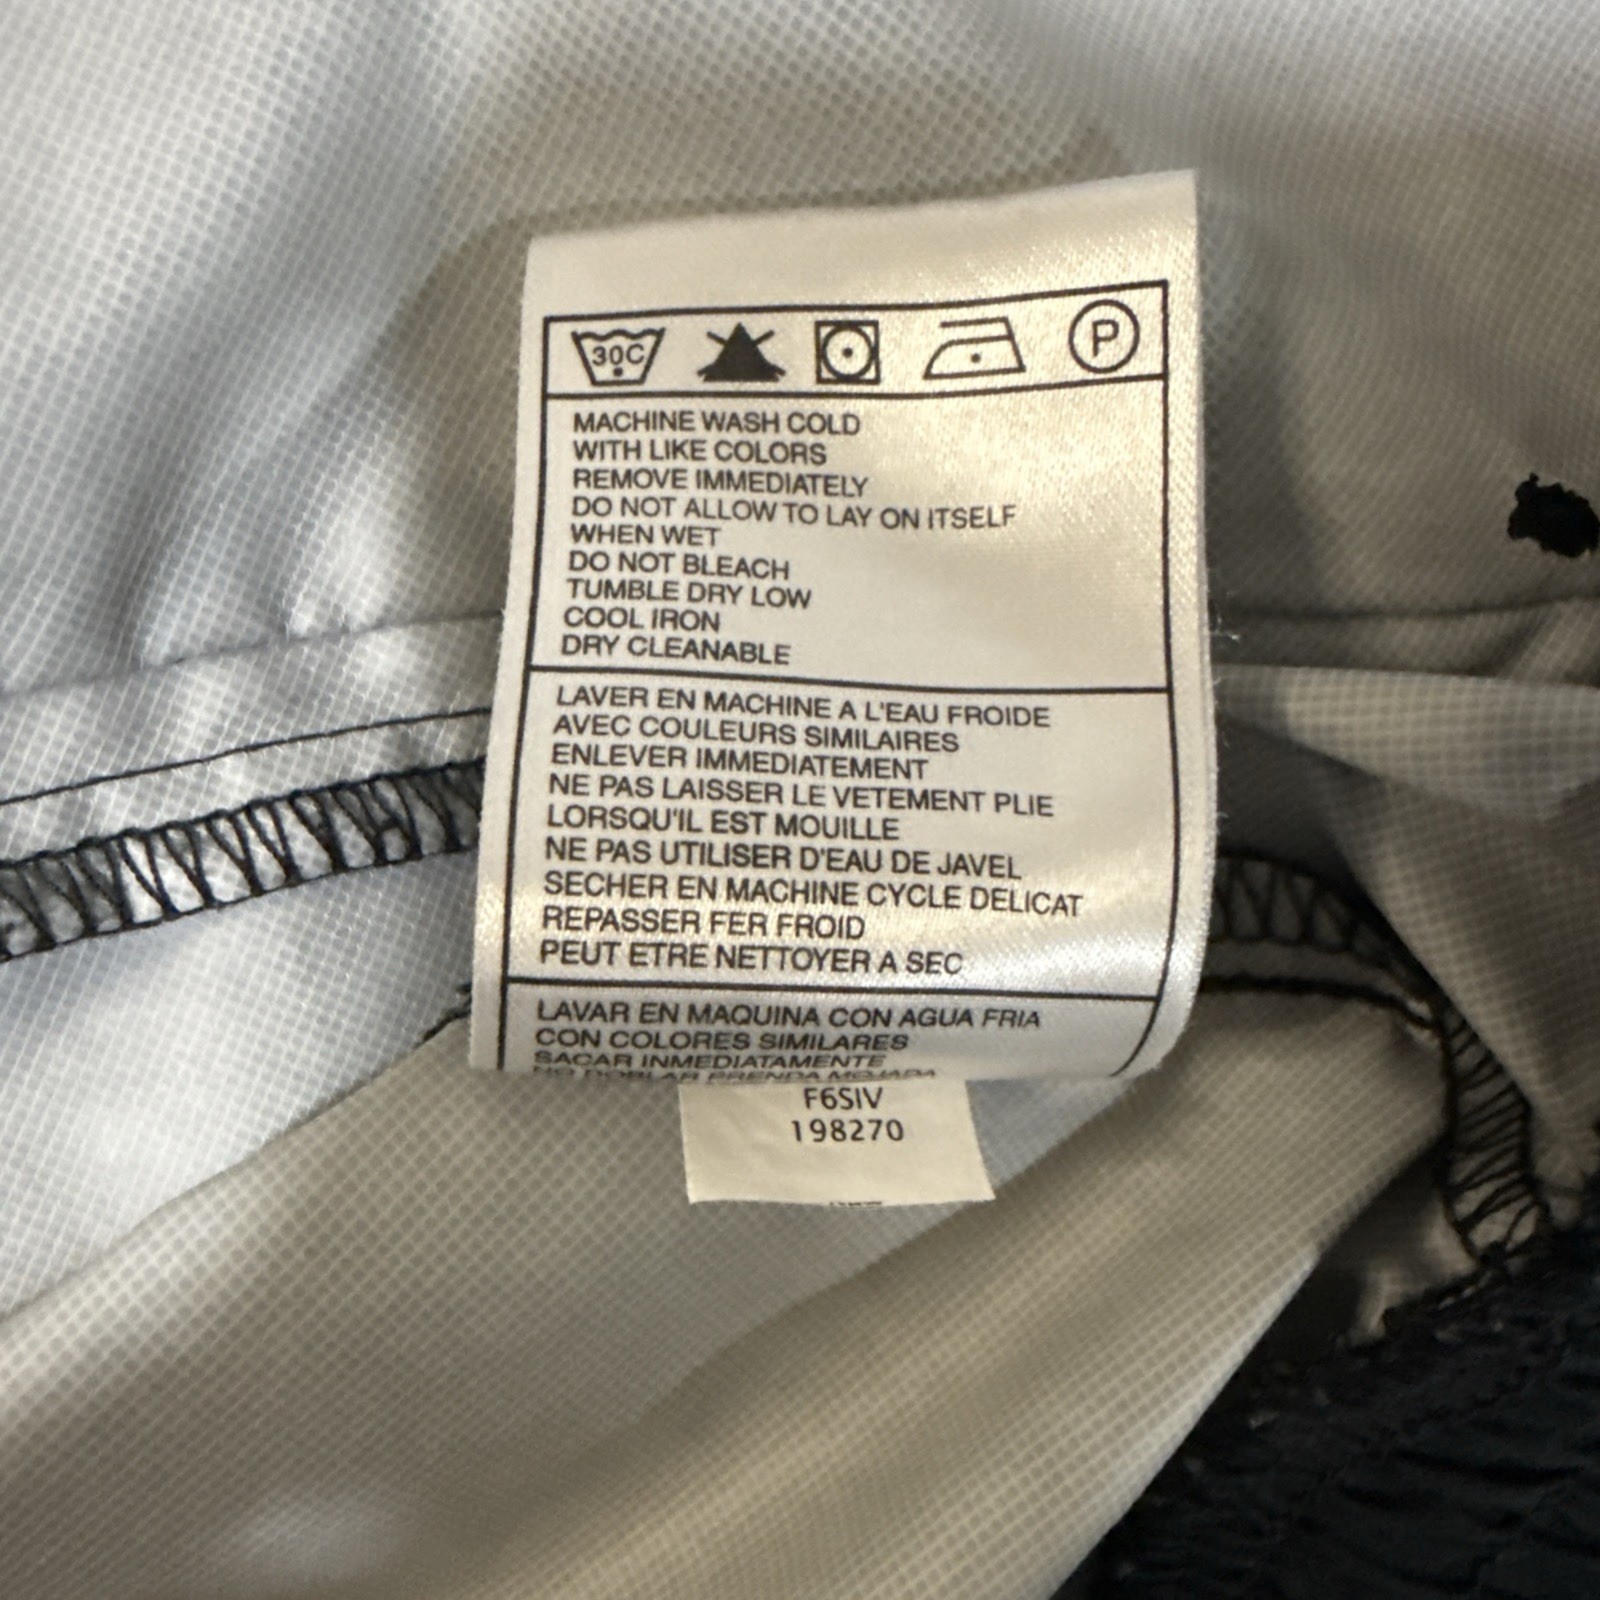 30C P
MACHINE WASH COLD
WITH LIKE COLORS
REMOVE IMMEDIATELY
DO NOT ALLOW TO LAY ON ITSELF
WHEN WET
DO NOT BLEACH
TUMBLE DRY LOW
COOL IRON
DRY CLEANABLE
LAVER EN MACHINE A L'EAU FROIDE
AVEC COULEURS SIMILAIRES
ENLEVER IMMEDIATEMENT
NE PAS LAISSER LE VETEMENT PLIE
LORSQU'IL EST MOUILLE
NE PAS UTILISER D'EAU DE JAVEL
SECHER EN MACHINE CYCLE DELICAT
REPASSER FER FROID
PEUT ETRE NETTOYER A SEC
LAVAR EN MAQUINA CON AGUA FRIA
CON COLORES SIMILARES
SACAR INMEDIATAMENTE
NO DOBLAR PRENDA MOJADA
F6SIV
198270